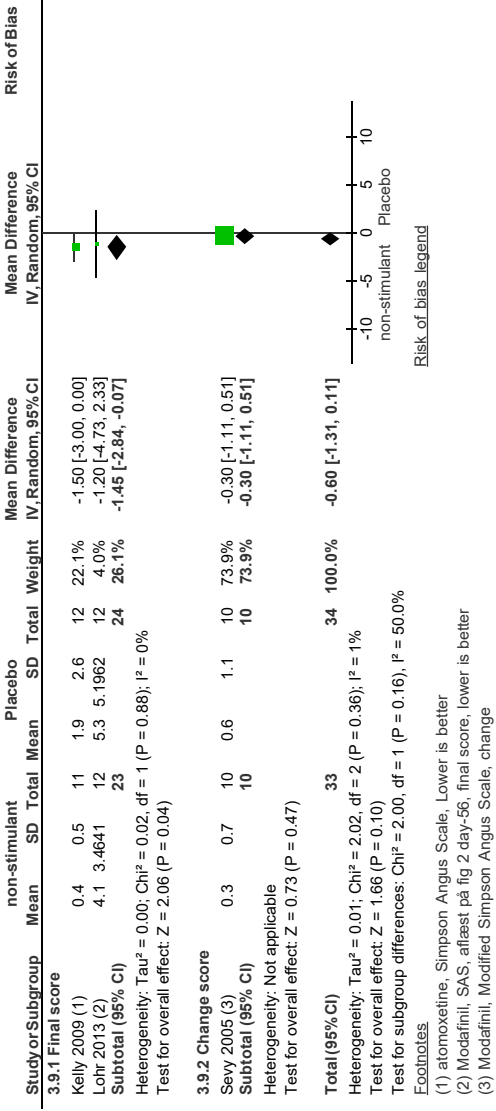 non-stimulant Placebo Mean Difference Mean Difference Risk of Bias
Study or Subgroup Mean SD Total Mean SD Total Weight IV, Random, 95% CI IV, Random, 95% CI
3.9.1 Final score
Kelly 2009 (1) 0.4 0.5 11 1.9 2.6 12 22.1% -1.50 [-3.00, 0.00]
Lohr 2013 (2) 4.1 3.4641 12 5.3 5.1962 12 4.0% -1.20 [-4.73, 2.33]
Subtotal (95% CI) 23 24 26.1% -1.45 [-2.84, -0.07]
Heterogeneity: Tau² = 0.00; Chi² = 0.02, df = 1 (P = 0.88); I² = 0%
Test for overall effect: Z = 2.06 (P = 0.04)
3.9.2 Change score
Sevy 2005 (3) 0.3 0.7 10 0.6 1.1 10 73.9% -0.30 [-1.11, 0.51]
Subtotal (95% CI) 10 10 73.9% -0.30 [-1.11, 0.51]
Heterogeneity: Not applicable
Test for overall effect: Z = 0.73 (P = 0.47)
Total (95% CI) 33 34 100.0% -0.60 [-1.31, 0.11]
Heterogeneity: Tau² = 0.01; Chi² = 2.02, df = 2 (P = 0.36); I² = 1%
Test for overall effect: Z = 1.66 (P = 0.10)
Test for subgroup differences: Chi² = 2.00, df = 1 (P = 0.16), I² = 50.0%
-10 -5 0 5 10
non-stimulant Placebo
Footnotes
Risk of bias legend
(1) atomoxetine, Simpson Angus Scale, Lower is better
(2) Modafinil, SAS, aflæst på fig 2 day-56, final score, lower is better
(3) Modafinil, Modified Simpson Angus Scale, change